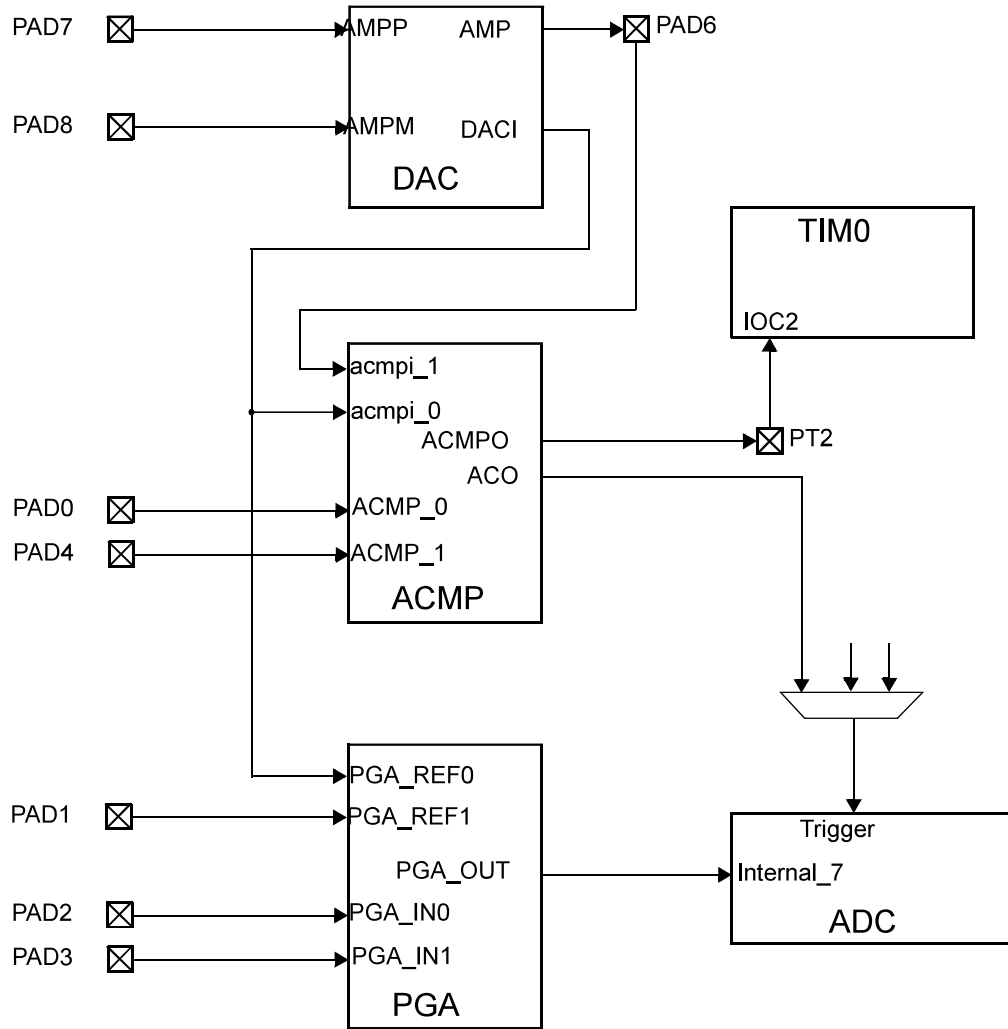 PAD7
AMPP
AMP
PAD6
PAD8
AMPM
DACI
DAC
TIM0
IOC2
acmpi_1
acmpi_0
ACMPO
PT2
ACO
PAD0
ACMP_0
PAD4
ACMP_1
ACMP
PGA_REF0
PAD1
PGA_REF1
Trigger
PGA_OUT
Internal_7
PAD2
PGA_IN0
ADC
PAD3
PGA_IN1
PGA